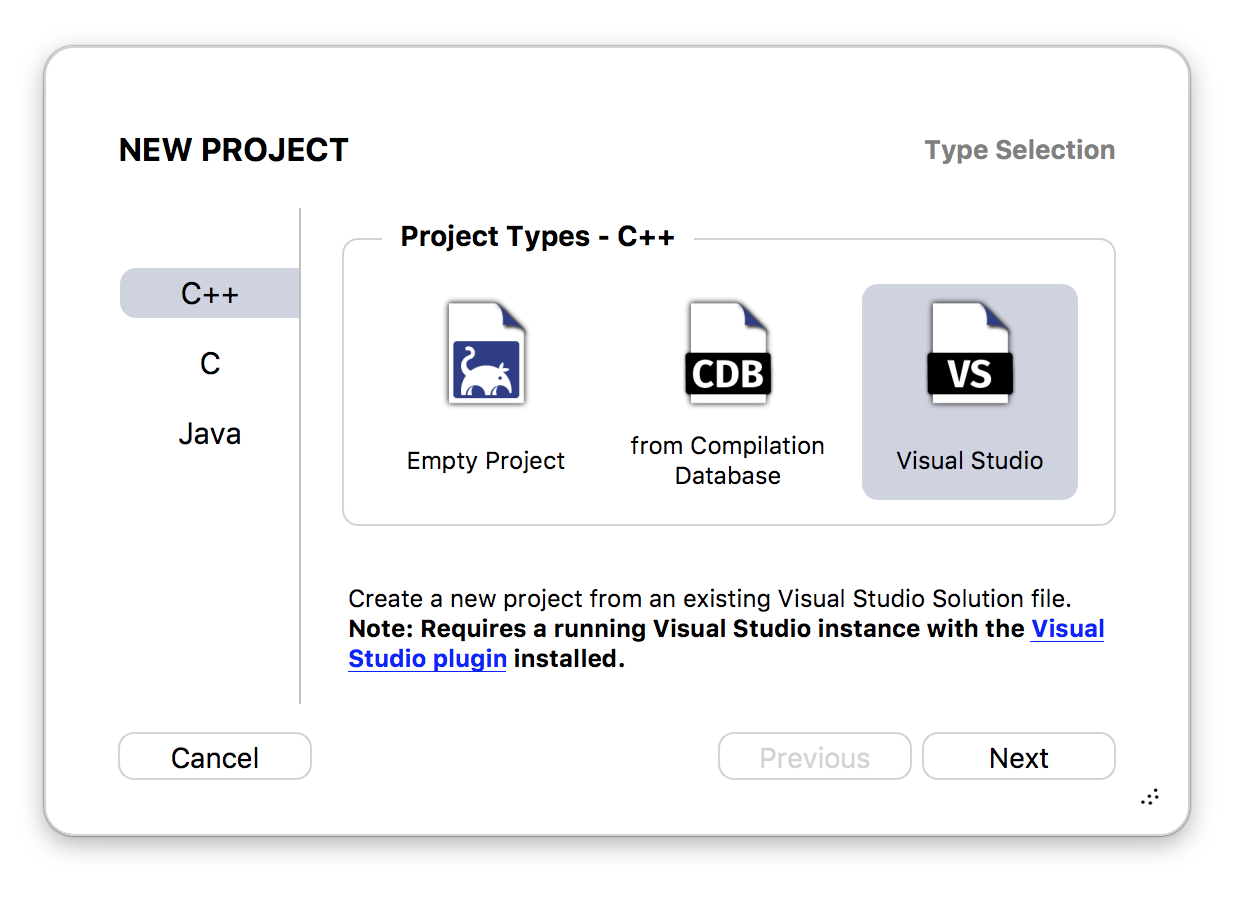 NEW PROJECT
Type Selection
C++
C
Java
Project Types - C++
Empty Project
CDB
from Compilation
Database
VS
Visual Studio
Create a new project from an existing Visual Studio Solution file.
Note: Requires a running Visual Studio instance with the Visual
Studio plugin installed.
Cancel
Previous
Next